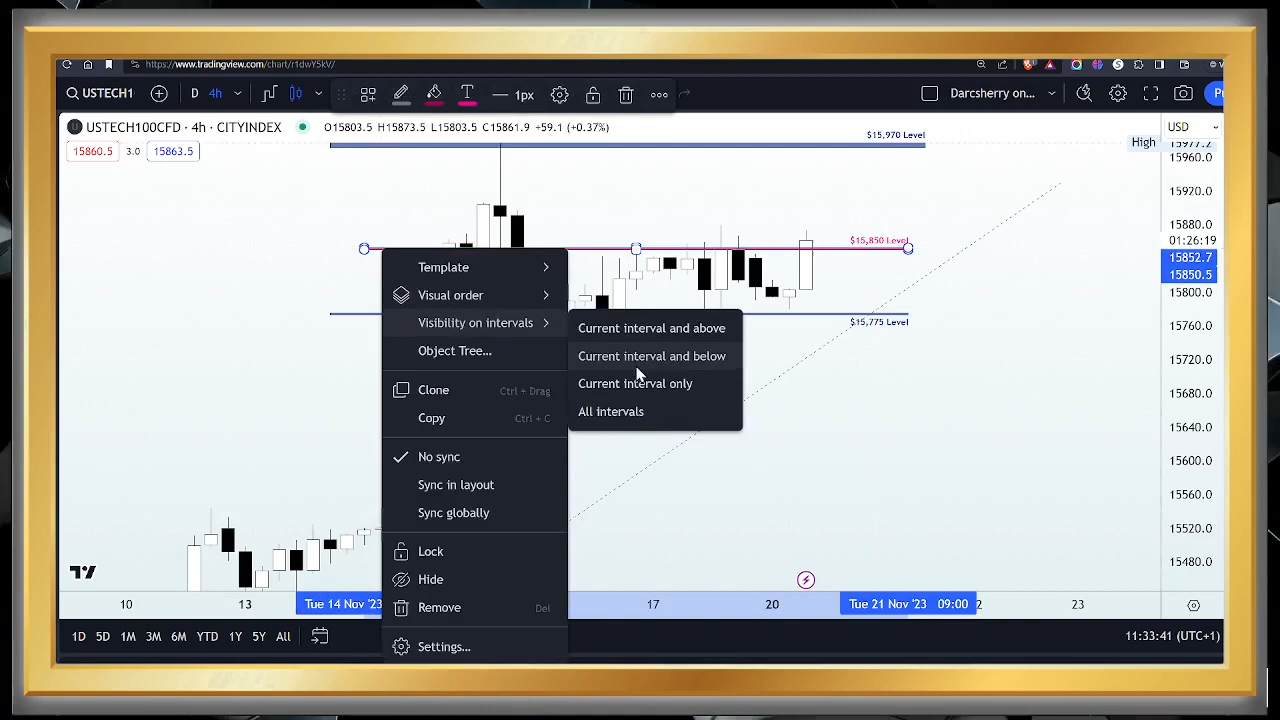 https://www.tradingview.com/chart/r1dwY5kV/
USTECH1 D 4h 1px Darcsherry on...
USTECH100CFD · 4h · CITYINDEX O15803.5 H15873.5 L15803.5 C15861.9 +59.1 (+0.37%)
USD
15860.5 3.0 15863.5
$15,970 Level
High 15977.2
15960.0
15920.0
15880.0
$15,850 Level
01:26:19
15852.7
15850.5
15800.0
$15,775 Level
15760.0
15720.0
15680.0
15640.0
15600.0
15560.0
15520.0
15480.0
Template
Visual order
Visibility on intervals
Object Tree...
Clone Ctrl + Drag
Copy Ctrl + C
No sync
Sync in layout
Sync globally
Lock
Hide
Remove Del
Settings...
Current interval and above
Current interval and below
Current interval only
All intervals
10 13 Tue 14 Nov '23 17 20 Tue 21 Nov '23 09:00 2 23
1D 5D 1M 3M 6M YTD 1Y 5Y All 11:33:41 (UTC+1)